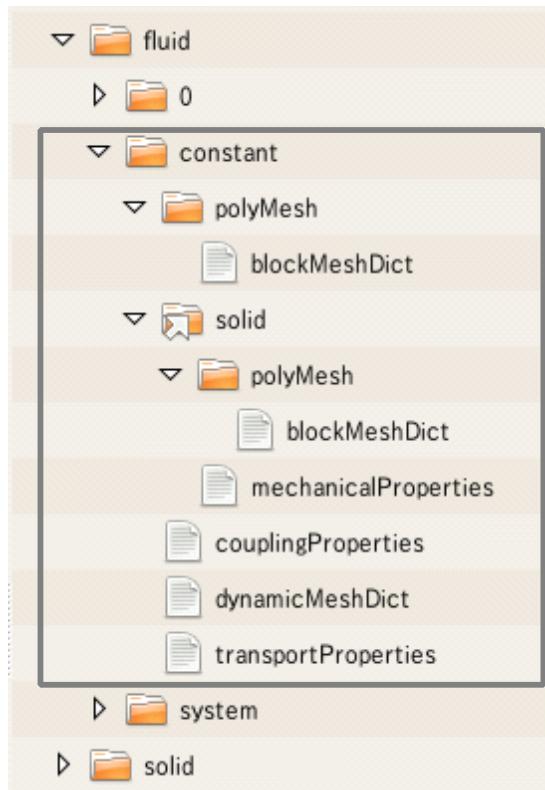 fluid
0
constant
polyMesh
blockMeshDict
solid
polyMesh
blockMeshDict
mechanicalProperties
couplingProperties
dynamicMeshDict
transportProperties
system
solid